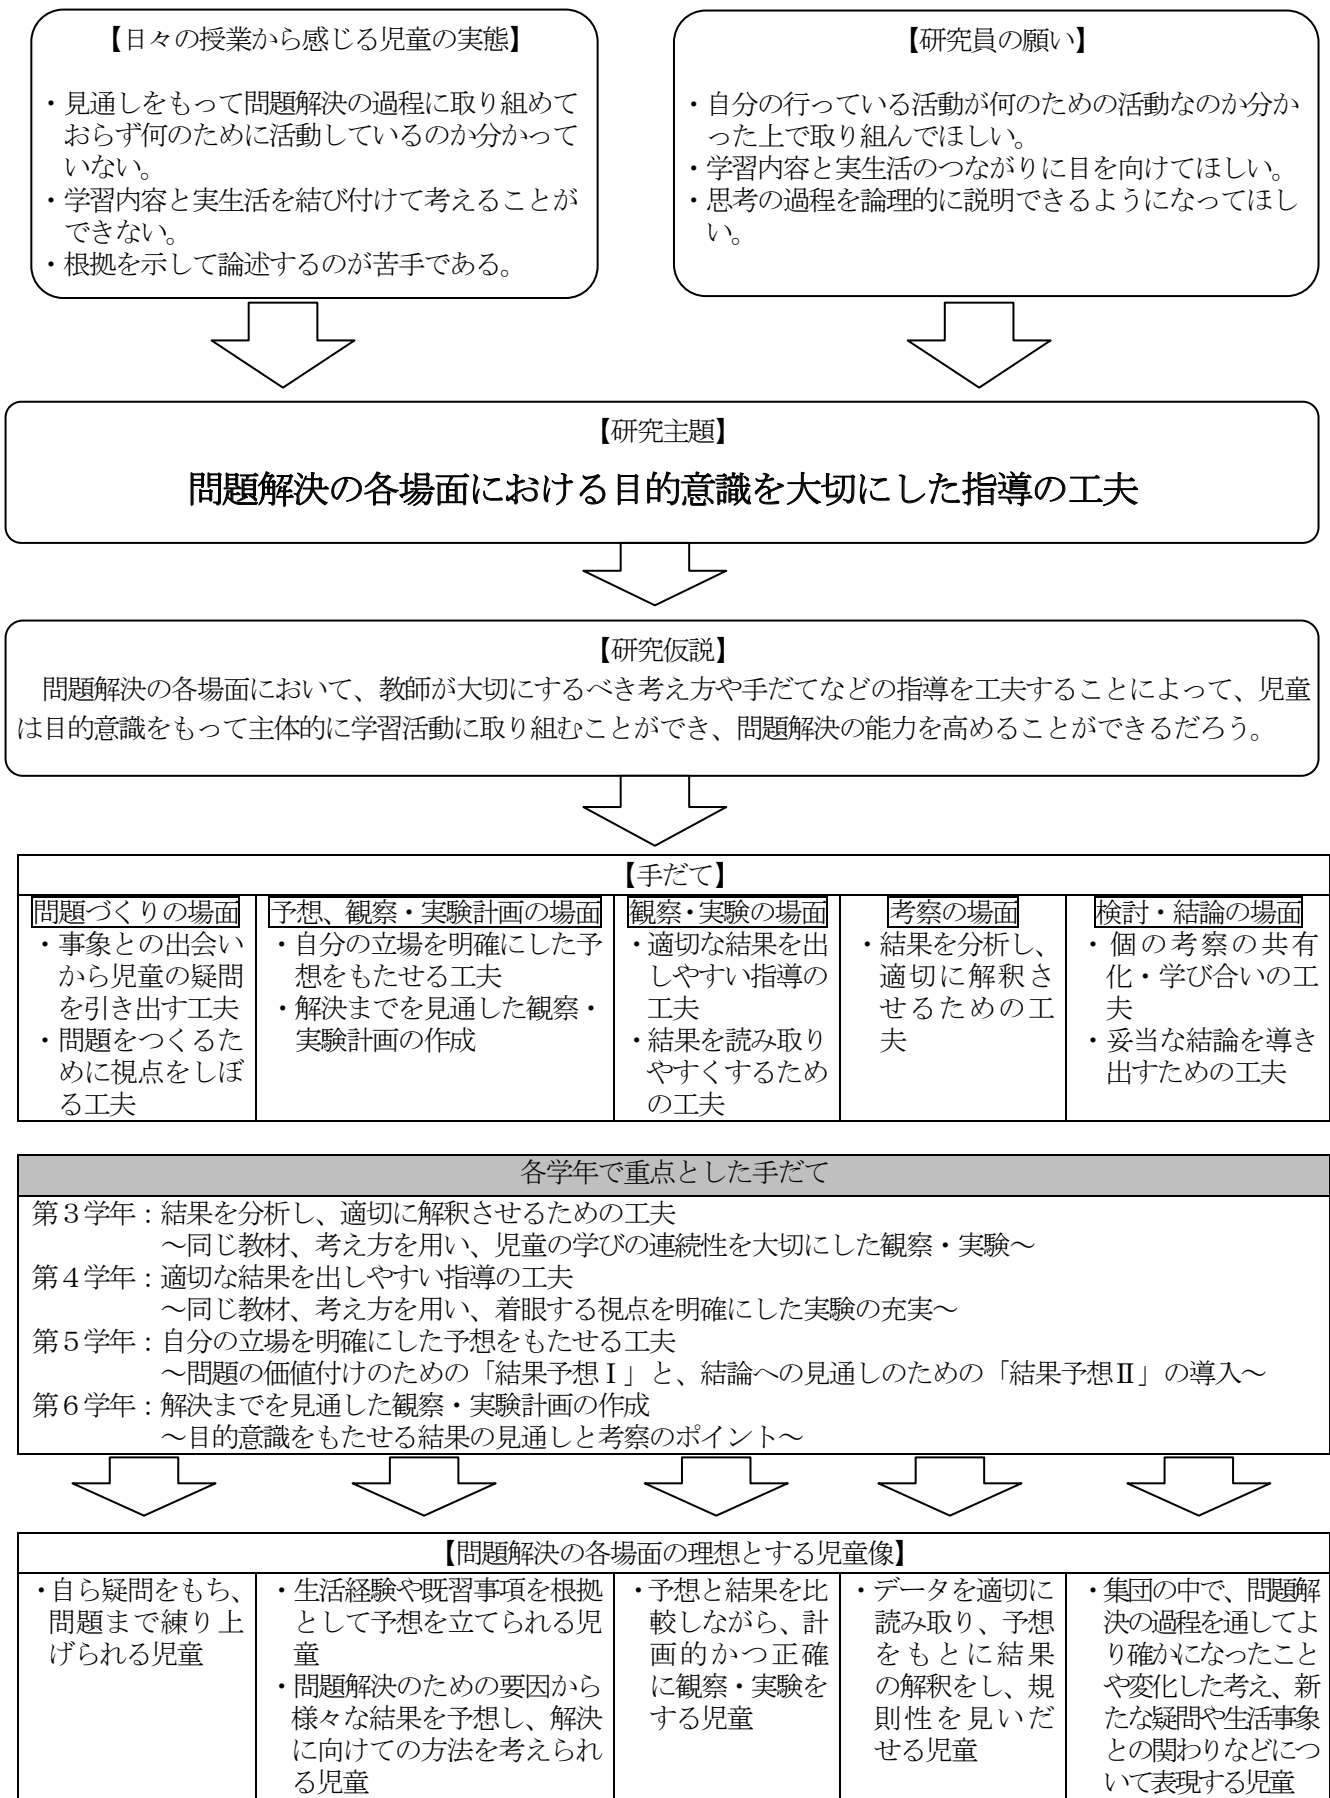 【日々の授業から感じる児童の実態】
・見通しをもって問題解決の過程に取り組めて
おらず何のために活動しているのか分かって
いない。
・学習内容と実生活を結び付けて考えることが
できない。
・根拠を示して論述するのが苦手である。
【研究員の願い】
・自分の行っている活動が何のための活動なのか分か
った上で取り組んでほしい。
・学習内容と実生活のつながりに目を向けてほしい。
・思考の過程を論理的に説明できるようになってほし
い。
【研究主題】
問題解決の各場面における目的意識を大切にした指導の工夫
【研究仮説】
問題解決の各場面において、教師が大切にするべき考え方や手だてなどの指導を工夫することによって、児童
は目的意識をもって主体的に学習活動に取り組むことができ、問題解決の能力を高めることができるだろう。
【手だて】
問題づくりの場面
・事象との出会い
から児童の疑問
を引き出す工夫
・問題をつくるた
めに視点をしぼ
る工夫
予想、観察・実験計画の場面
・自分の立場を明確にした予
想をもたせる工夫
・解決までを見通した観察・
実験計画の作成
観察・実験の場面
・適切な結果を出
しやすい指導の
工夫
・結果を読み取り
やすくするため
の工夫
考察の場面
・結果を分析し、
適切に解釈さ
せるための工
夫
検討・結論の場面
・個の考察の共有
化・学び合いの工
夫
・妥当な結論を導き
出すための工夫
各学年で重点とした手だて
第3学年：結果を分析し、適切に解釈させるための工夫
～同じ教材、考え方を用い、児童の学びの連続性を大切にした観察・実験～
第4学年：適切な結果を出しやすい指導の工夫
～同じ教材、考え方を用い、着眼する視点を明確にした実験の充実～
第5学年：自分の立場を明確にした予想をもたせる工夫
～問題の価値付けのための「結果予想Ⅰ」と、結論への見通しのための「結果予想Ⅱ」の導入～
第6学年：解決までを見通した観察・実験計画の作成
～目的意識をもたせる結果の見通しと考察のポイント～
【問題解決の各場面の理想とする児童像】
・自ら疑問をもち、
問題まで練り上
げられる児童
・生活経験や既習事項を根拠
として予想を立てられる児
童
・問題解決のための要因から
様々な結果を予想し、解決
に向けての方法を考えられ
る児童
・予想と結果を比
較しながら、計
画的かつ正確
に観察・実験を
する児童
・データを適切に
読み取り、予想
をもとに結果
の解釈をし、規
則性を見いだ
せる児童
・集団の中で、問題解
決の過程を通してよ
り確かになったこと
や変化した考え、新
たな疑問や生活事象
との関わりなどにつ
いて表現する児童